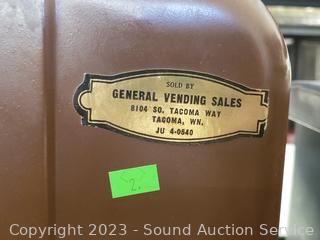 SOLD BY
GENERAL VENDING SALES
8104 SO. TACOMA WAY
TACOMA, WN.
JU 4-0840
2.
Copyright 2023 - Sound Auction Service